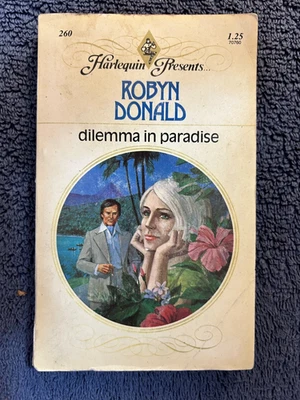 260
1.25
70760
Harlequin Presents...
ROBYN
DONALD
dilemma in paradise